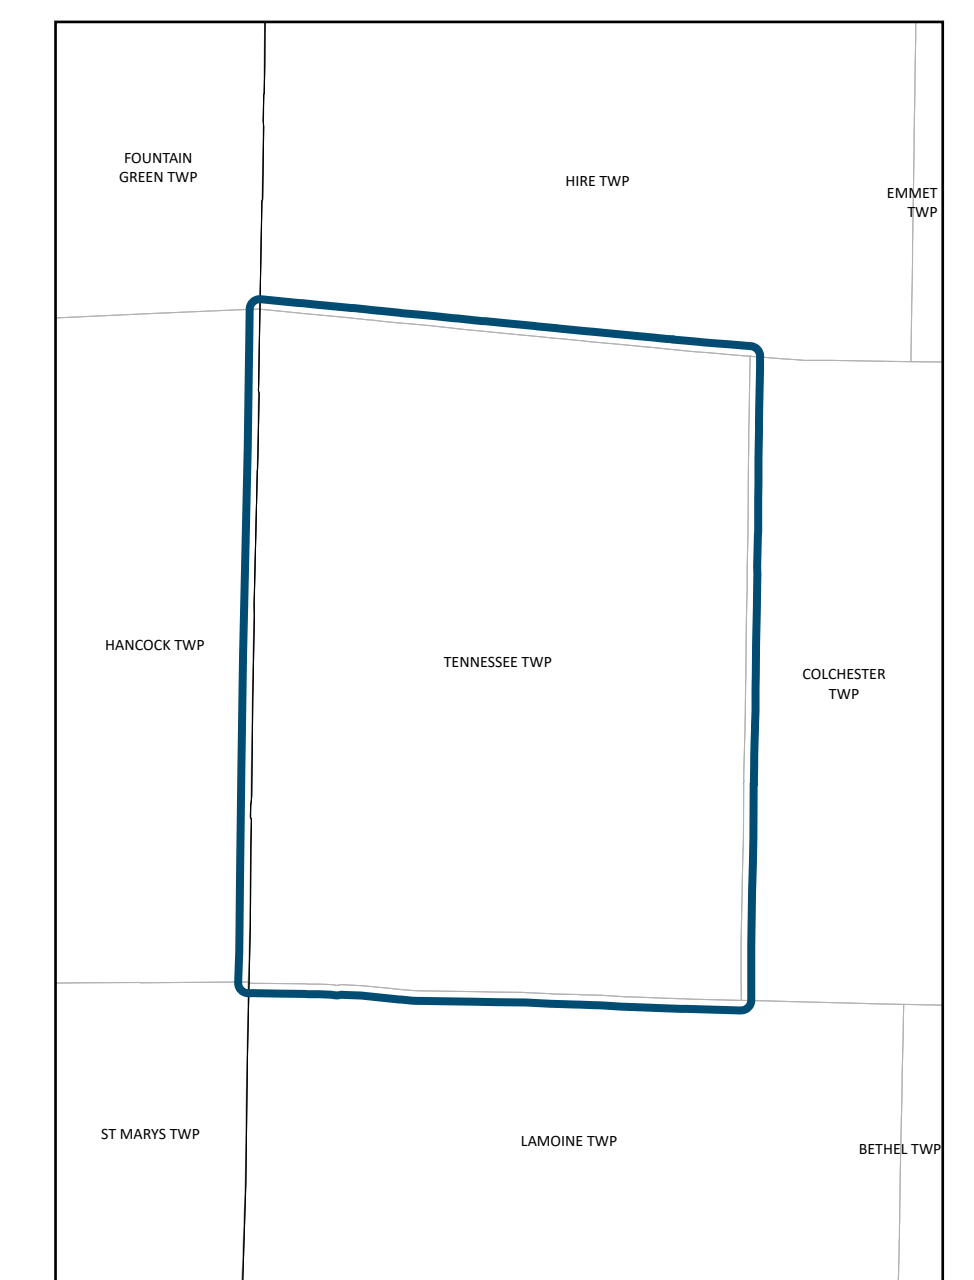 FOUNTAIN
GREEN TWP
HIRE TWP
EMMET
TWP
HANCOCK TWP
TENNESSEE TWP
COLCHESTER
TWP
ST MARYS TWP
LAMOINE TWP
BETHEL TWP